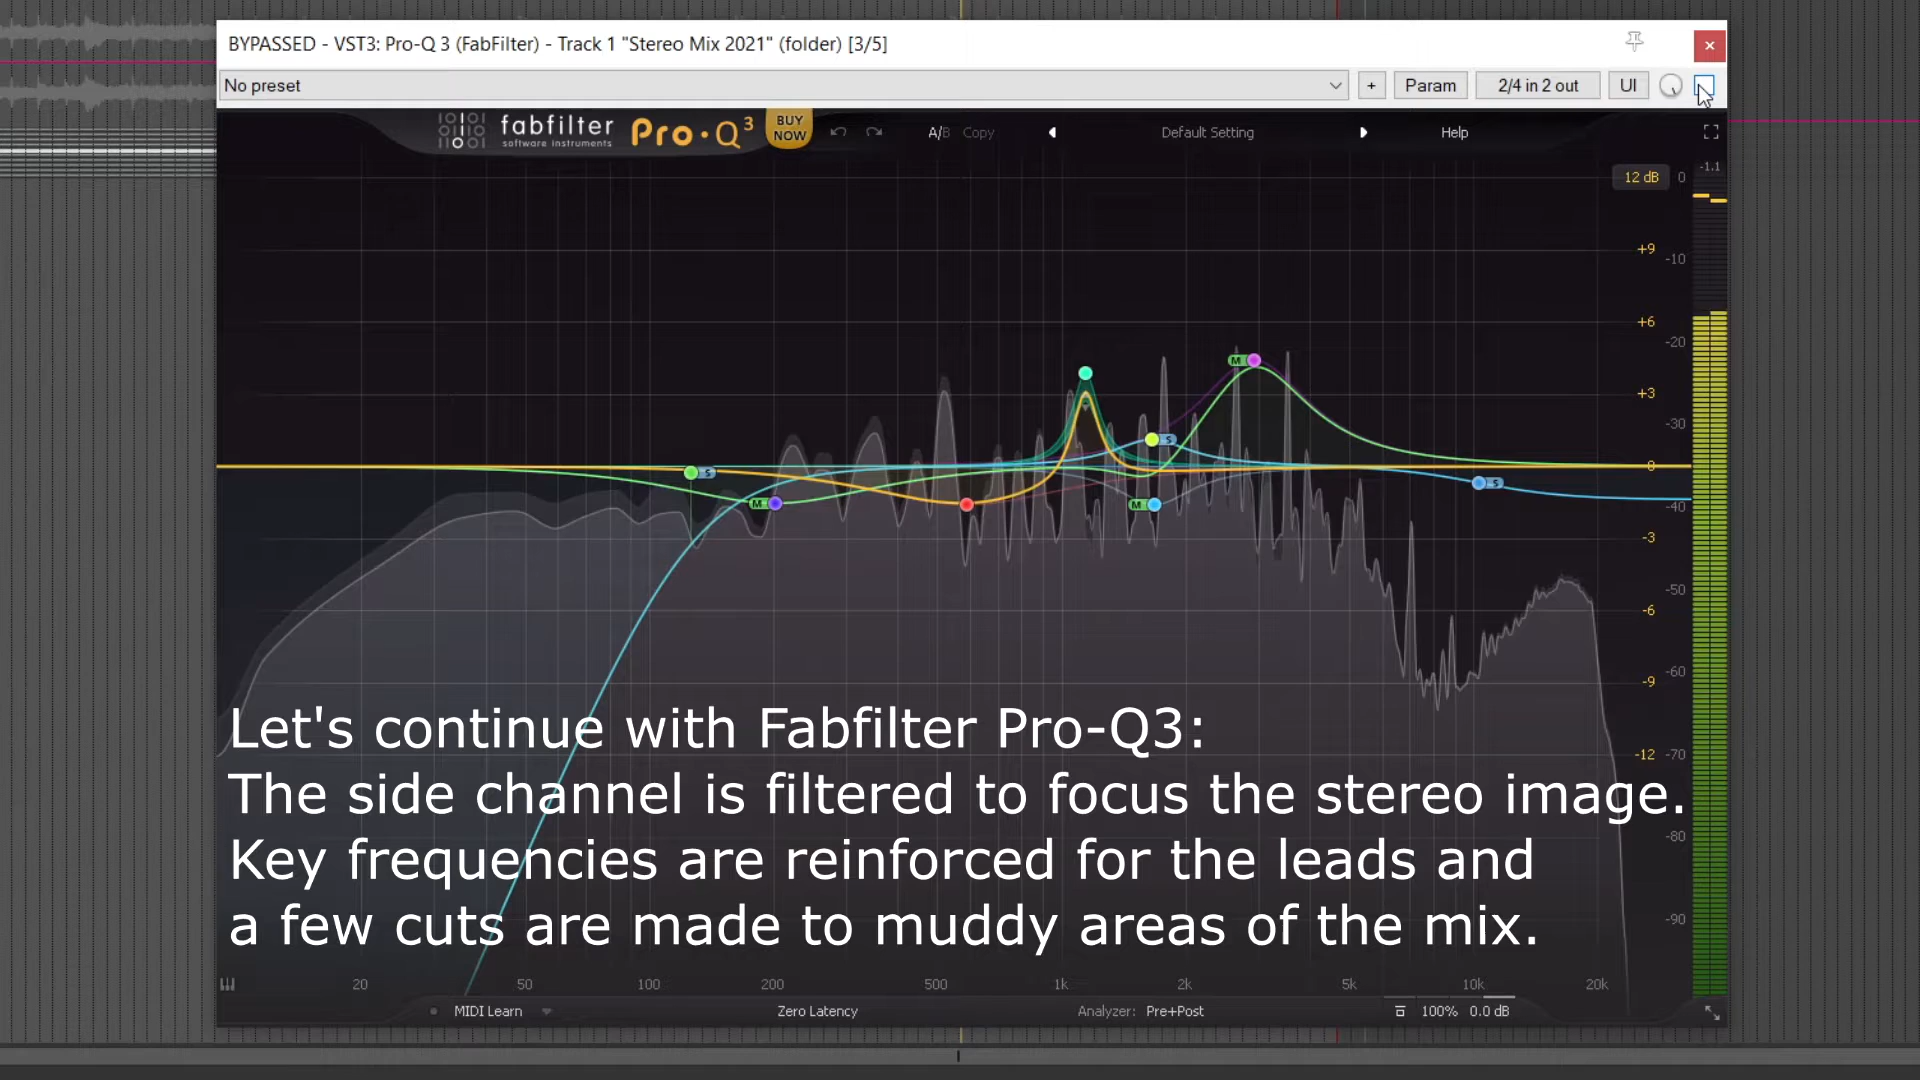 BYPASSED - VST3: Pro-Q 3 (FabFilter) - Track 1 "Stereo Mix 2021" (folder) [3/5]
No preset
+
Param
2/4 in 2 out
UI
fabfilter
software instruments
Pro·Q3
BUY NOW
A/B
Copy
Default Setting
Help
-1.1
12 dB 0
+9 -10
+6 -20
+3 -30
0
-40
-3
-50
-6
-60
-9
-12 -70
-80
-90
M
S
M
S
M
S
Let's continue with Fabfilter Pro-Q3:
The side channel is filtered to focus the stereo image.
Key frequencies are reinforced for the leads and
a few cuts are made to muddy areas of the mix.
20 50 100 200 500 1k 2k 5k 10k 20k
MIDI Learn
Zero Latency
Analyzer: Pre+Post
100% 0.0 dB